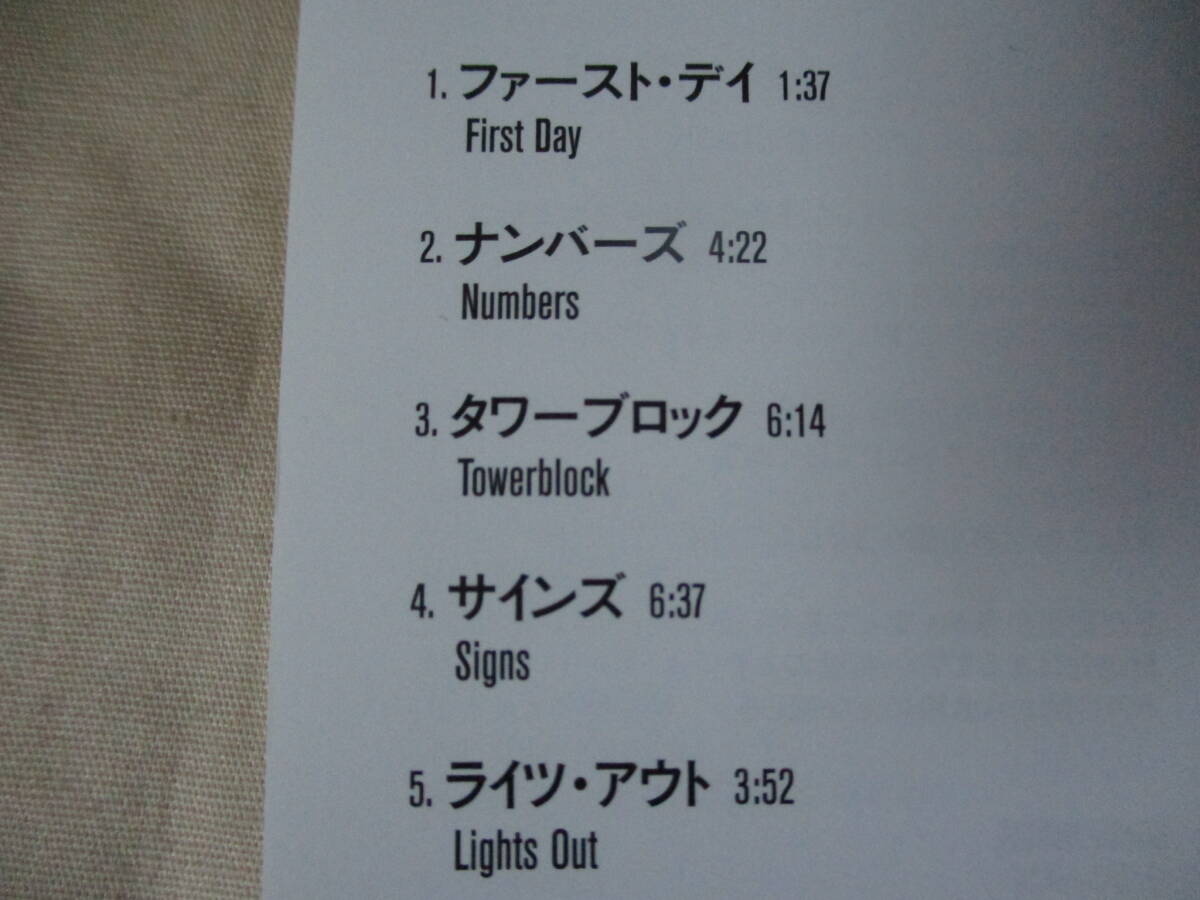 1. ファースト・デイ 1:37
First Day
2. ナンバーズ 4:22
Numbers
3. タワーブロック 6:14
Towerblock
4. サインズ 6:37
Signs
5. ライツ・アウト 3:52
Lights Out